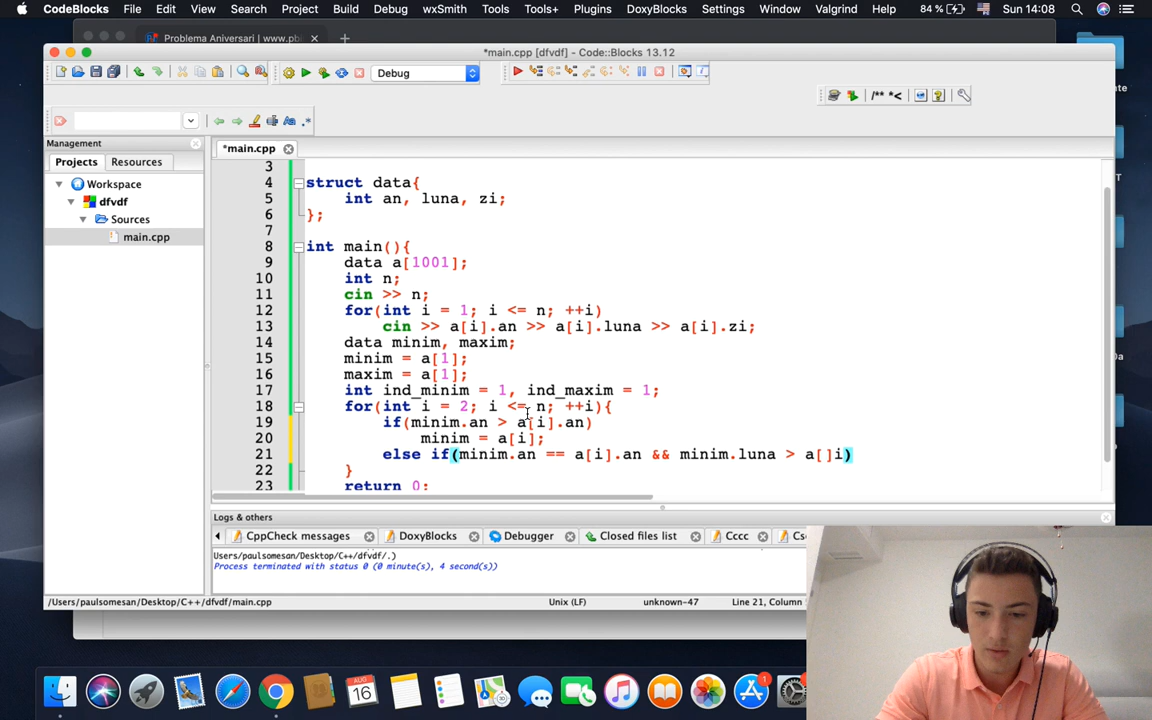 CodeBlocks File Edit View Search Project Build Debug wxSmith Tools Tools+ Plugins DoxyBlocks Settings Window Valgrind Help 84 % Sun 14:08
Problema Aniversari | www.pbi
*main.cpp [dfvdf] - Code::Blocks 13.12
Debug
/** *<
Management
*main.cpp
Projects Resources
Workspace
dfvdf
Sources
main.cpp
3
4 struct data{
5 int an, luna, zi;
6 };
7
8 int main(){
9 data a[1001];
10 int n;
11 cin >> n;
12 for(int i = 1; i <= n; ++i)
13 cin >> a[i].an >> a[i].luna >> a[i].zi;
14 data minim, maxim;
15 minim = a[1];
16 maxim = a[1];
17 int ind_minim = 1, ind_maxim = 1;
18 for(int i = 2; i <= n; ++i){
19 if(minim.an > a[i].an)
20 minim = a[i];
21 else if(minim.an == a[i].an && minim.luna > a[]i)
22 }
23 return 0;
Logs & others
CppCheck messages DoxyBlocks Debugger Closed files list Cccc
Users/paulsomesan/Desktop/C++/dfvdf/.)
Process terminated with status 0 (0 minute(s), 4 second(s))
/Users/paulsomesan/Desktop/C++/dfvdf/main.cpp Unix (LF) unknown-47 Line 21, Column
AUG
16